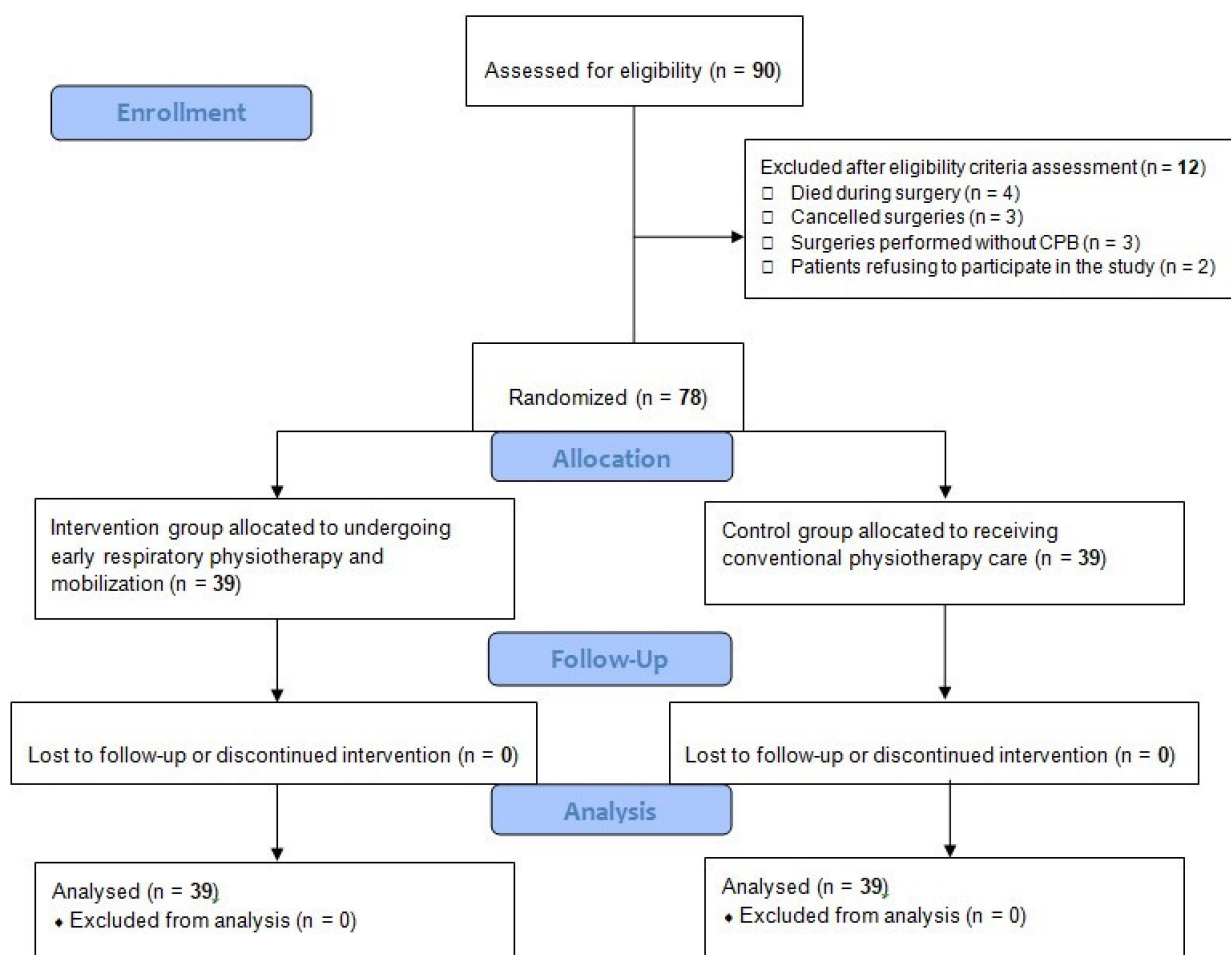 Assessed for eligibility (n = 90)
Enrollment
Excluded after eligibility criteria assessment (n = 12)
□ Died during surgery (n = 4)
□ Cancelled surgeries (n = 3)
□ Surgeries performed without CPB (n = 3)
□ Patients refusing to participate in the study (n = 2)
Randomized (n = 78)
Allocation
Intervention group allocated to undergoing
early respiratory physiotherapy and
mobilization (n = 39)
Control group allocated to receiving
conventional physiotherapy care (n = 39)
Follow-Up
Lost to follow-up or discontinued intervention (n = 0)
Lost to follow-up or discontinued intervention (n = 0)
Analysis
Analysed (n = 39)
♦ Excluded from analysis (n = 0)
Analysed (n = 39)
♦ Excluded from analysis (n = 0)